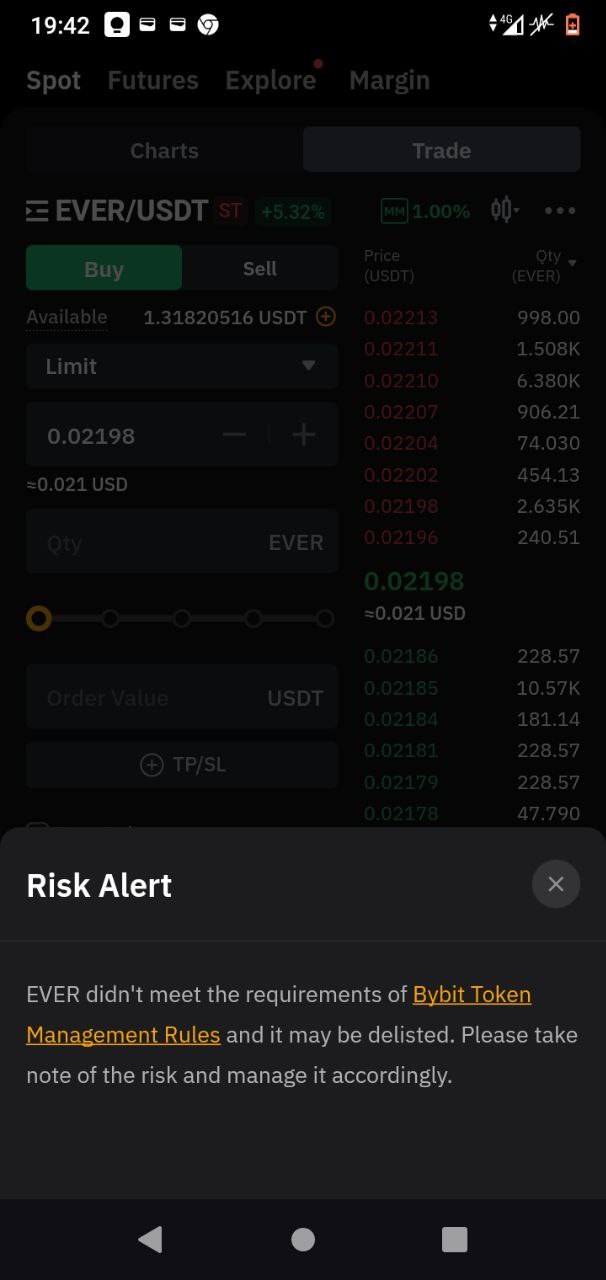 19:42
4G
Spot Futures Explore Margin
Charts Trade
EVER/USDT ST +5.32% MM 1.00%
Buy Sell
Price (USDT) Qty (EVER)
Available 1.31820516 USDT
0.02213 998.00
0.02211 1.508K
Limit
0.02210 6.380K
0.02207 906.21
0.02198
0.02204 74.030
0.02202 454.13
≈0.021 USD
0.02198 2.635K
0.02196 240.51
Qty EVER
0.02198
≈0.021 USD
0.02186 228.57
0.02185 10.57K
Order Value USDT
0.02184 181.14
0.02181 228.57
TP/SL
0.02179 228.57
0.02178 47.790
Risk Alert
EVER didn't meet the requirements of Bybit Token
Management Rules and it may be delisted. Please take
note of the risk and manage it accordingly.